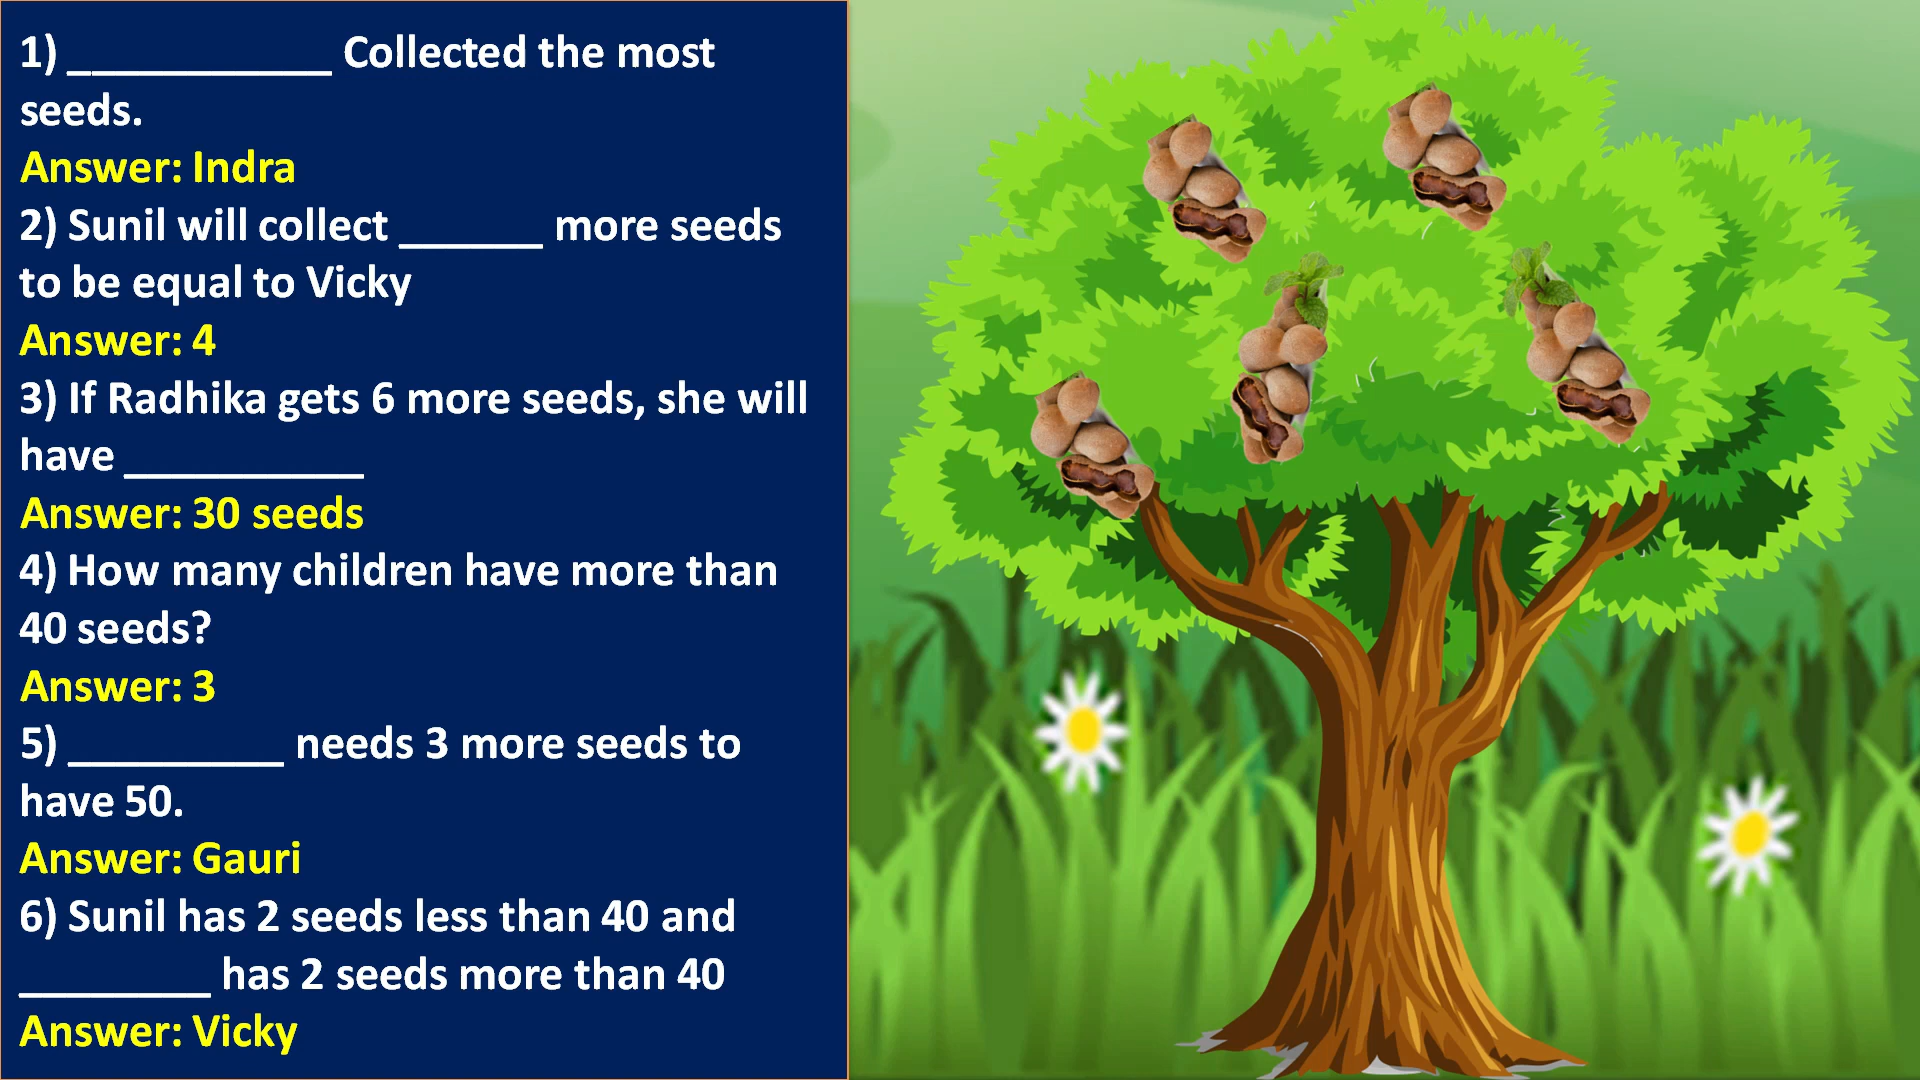 1) ___________ Collected the most
seeds.
Answer: Indra
2) Sunil will collect ______ more seeds
to be equal to Vicky
Answer: 4
3) If Radhika gets 6 more seeds, she will
have __________
Answer: 30 seeds
4) How many children have more than
40 seeds?
Answer: 3
5) _________ needs 3 more seeds to
have 50.
Answer: Gauri
6) Sunil has 2 seeds less than 40 and
________ has 2 seeds more than 40
Answer: Vicky